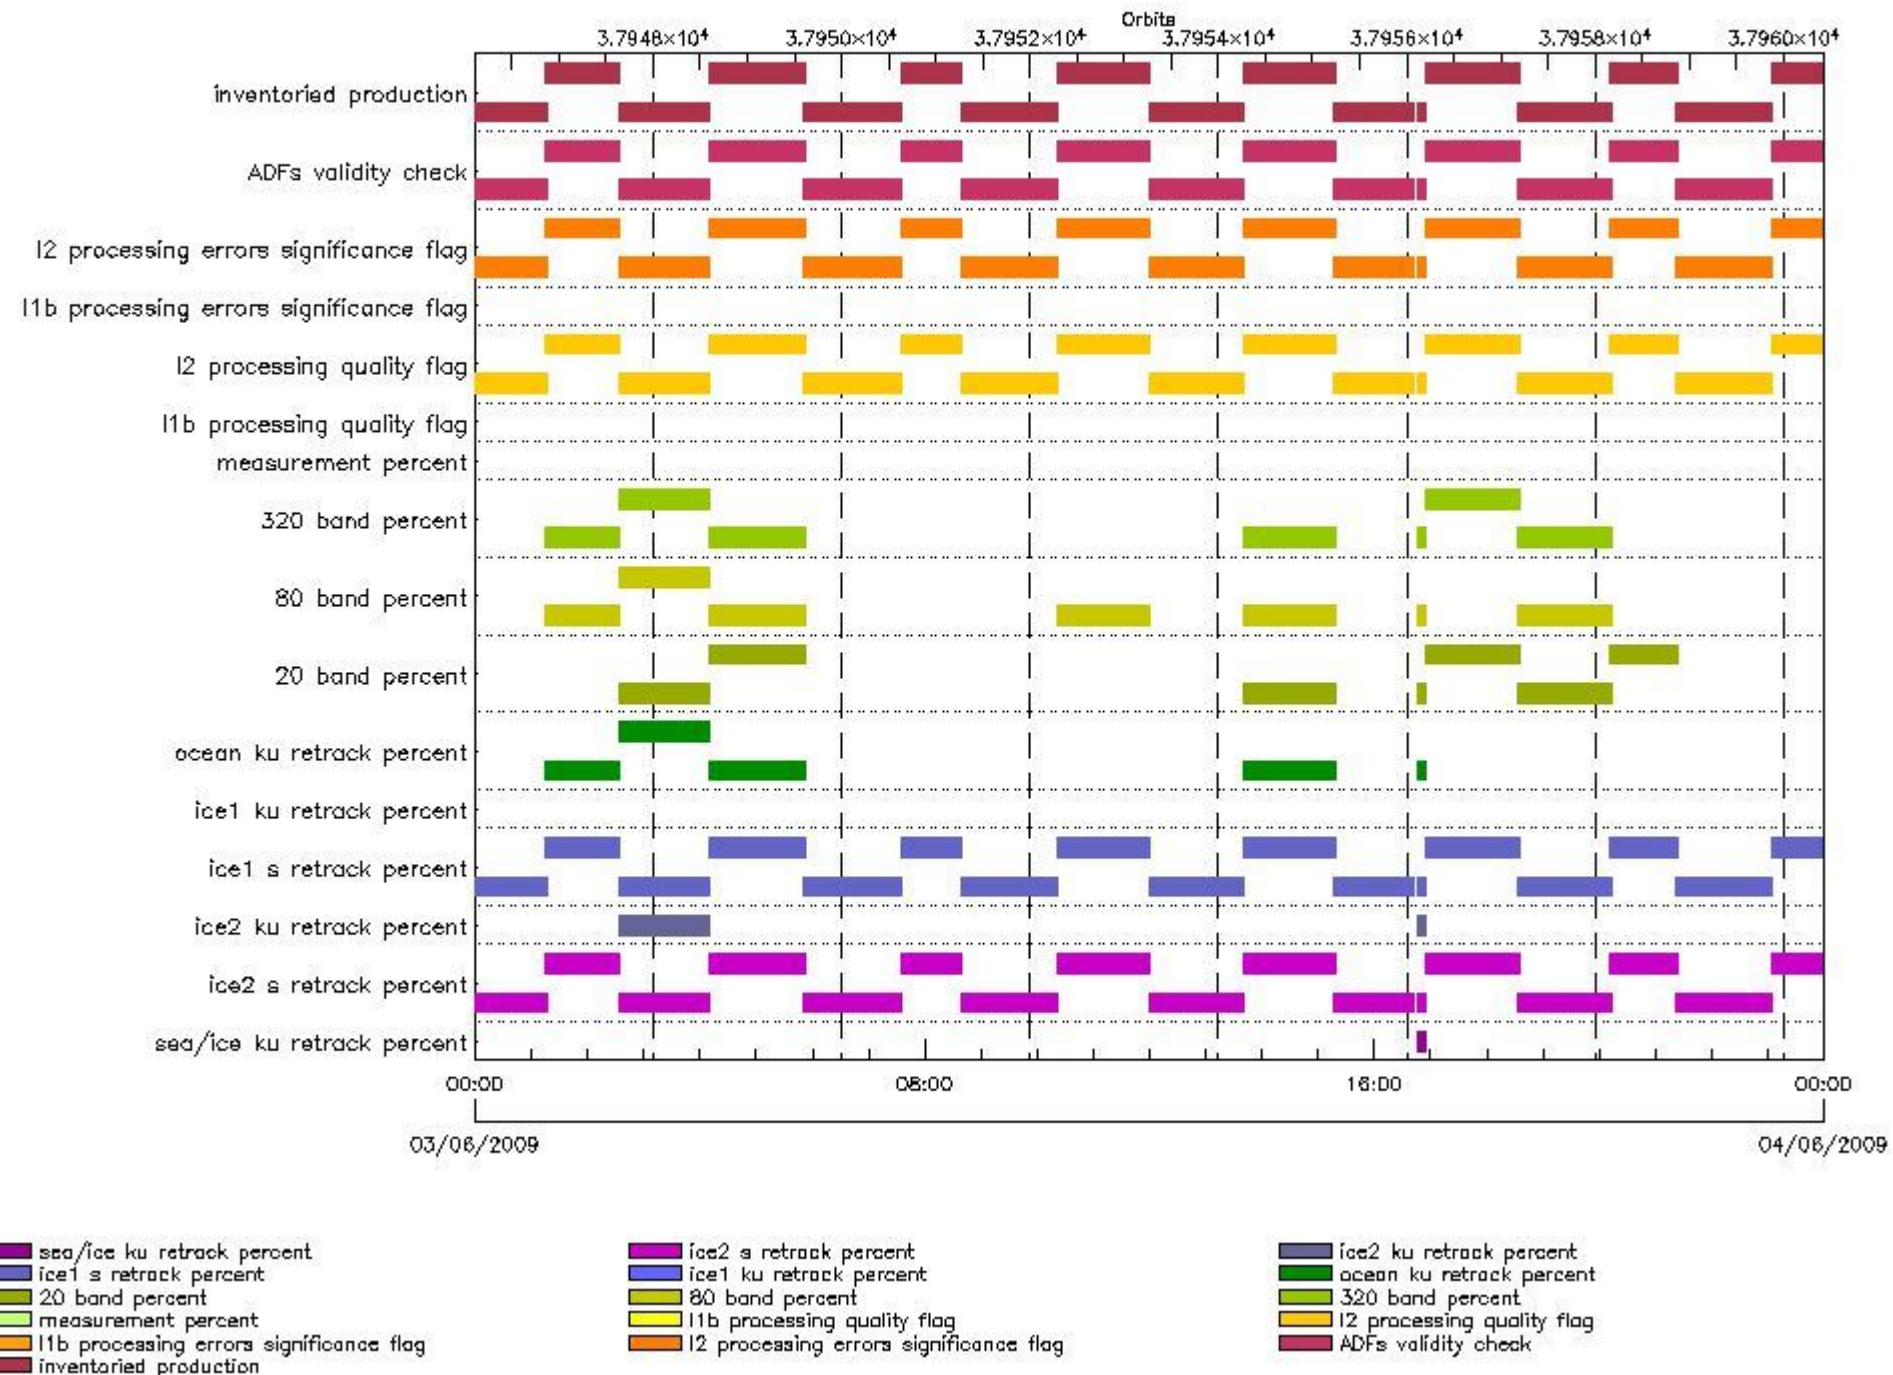 Orbits
3.7948×10⁴ 3.7950×10⁴ 3.7952×10⁴ 3.7954×10⁴ 3.7956×10⁴ 3.7958×10⁴ 3.7960×10⁴
inventoried production
ADFs validity check
l2 processing errors significance flag
l1b processing errors significance flag
l2 processing quality flag
l1b processing quality flag
measurement percent
320 band percent
80 band percent
20 band percent
ocean ku retrack percent
ice1 ku retrack percent
ice1 s retrack percent
ice2 ku retrack percent
ice2 s retrack percent
sea/ice ku retrack percent
00:00 08:00 16:00 00:00
03/06/2009 04/06/2009
sea/ice ku retrack percent ice2 s retrack percent ice2 ku retrack percent
ice1 s retrack percent ice1 ku retrack percent ocean ku retrack percent
20 band percent 80 band percent 320 band percent
measurement percent l1b processing quality flag l2 processing quality flag
l1b processing errors significance flag l2 processing errors significance flag ADFs validity check
inventoried production